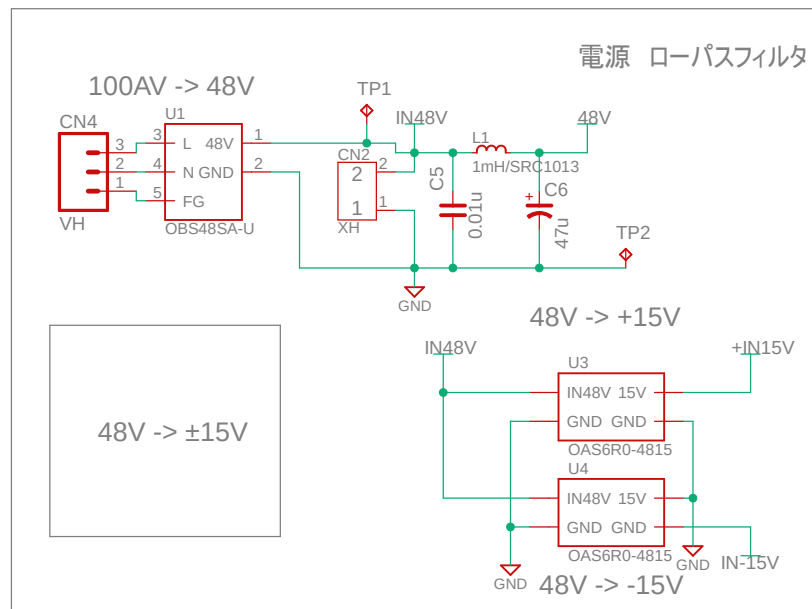 電源 ローパスフィルタ
100AV -> 48V
TP1
U1
IN48V
48V
CN4
L1
3
3
L
48V
1
1mH/SRC1013
CN2
2
4
N
GND
2
2
2
C5
C6
1
5
FG
1
1
0.01u
+
47u
VH
OBS48SA-U
XH
TP2
GND
48V -> +15V
IN48V
+IN15V
U3
IN48V
15V
GND
GND
OAS6R0-4815
48V -> ±15V
U4
IN48V
15V
GND
GND
OAS6R0-4815
GND
GND
IN-15V
48V -> -15V